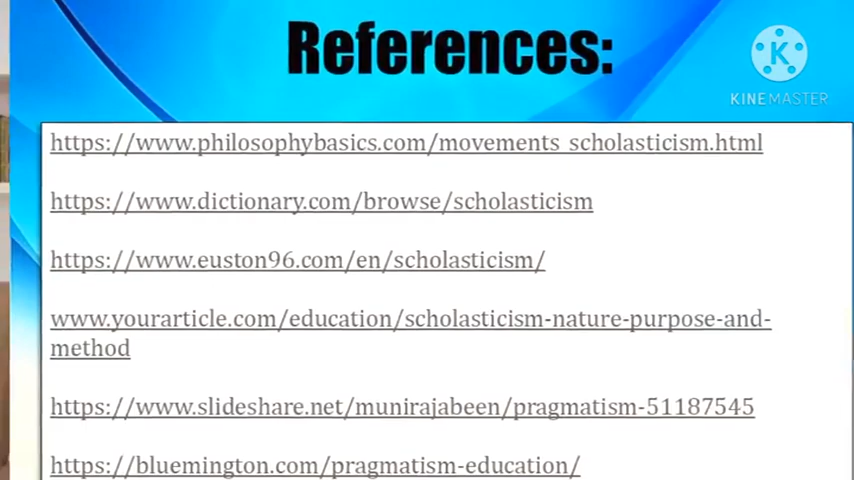 References:
KINEMASTER
https://www.philosophybasics.com/movements_scholasticism.html
https://www.dictionary.com/browse/scholasticism
https://www.euston96.com/en/scholasticism/
www.yourarticle.com/education/scholasticism-nature-purpose-and-
method
https://www.slideshare.net/munirajabeen/pragmatism-51187545
https://bluemington.com/pragmatism-education/